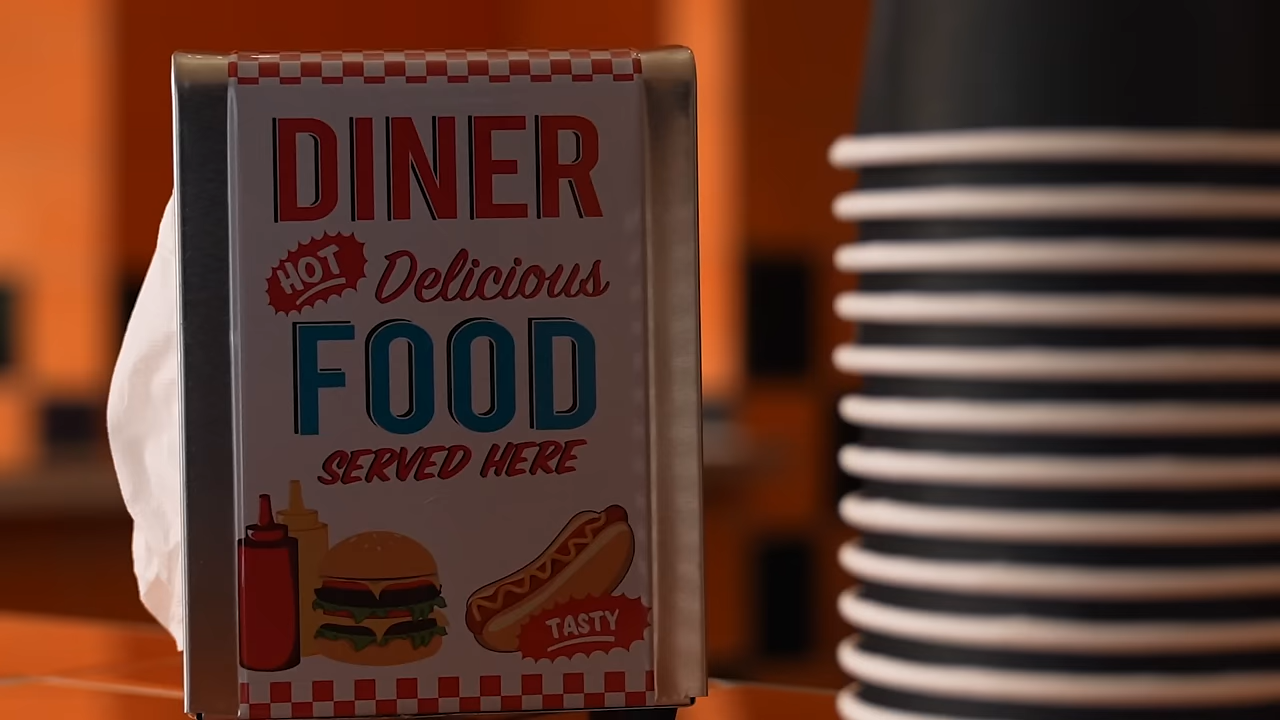 DINER
HOT Delicious
FOOD
SERVED HERE
TASTY